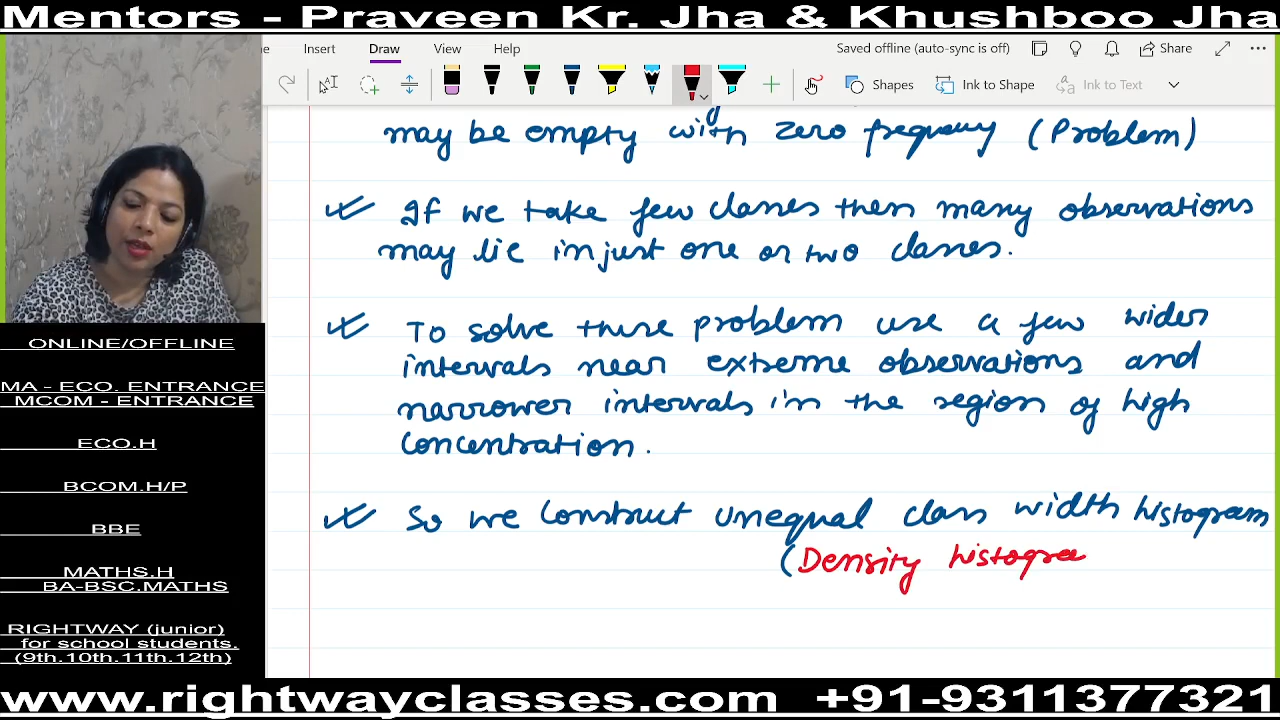 Mentors - Praveen Kr. Jha & Khushboo Jha
Insert Draw View Help
Saved offline (auto-sync is off)
Share
Shapes
Ink to Shape
Ink to Text
may be empty with zero frequency (Problem)
If we take few classes then many observations
may lie in just one or two classes.
To solve these problem use a few wider
intervals near extreme observations and
narrower intervals in the region of high
concentration.
So we construct unequal class width histogram
(Density histogra
ONLINE/OFFLINE
MA - ECO. ENTRANCE
MCOM - ENTRANCE
ECO.H
BCOM.H/P
BBE
MATHS.H
BA-BSC.MATHS
RIGHTWAY (junior)
for school students.
(9th.10th.11th.12th)
www.rightwayclasses.com +91-9311377321